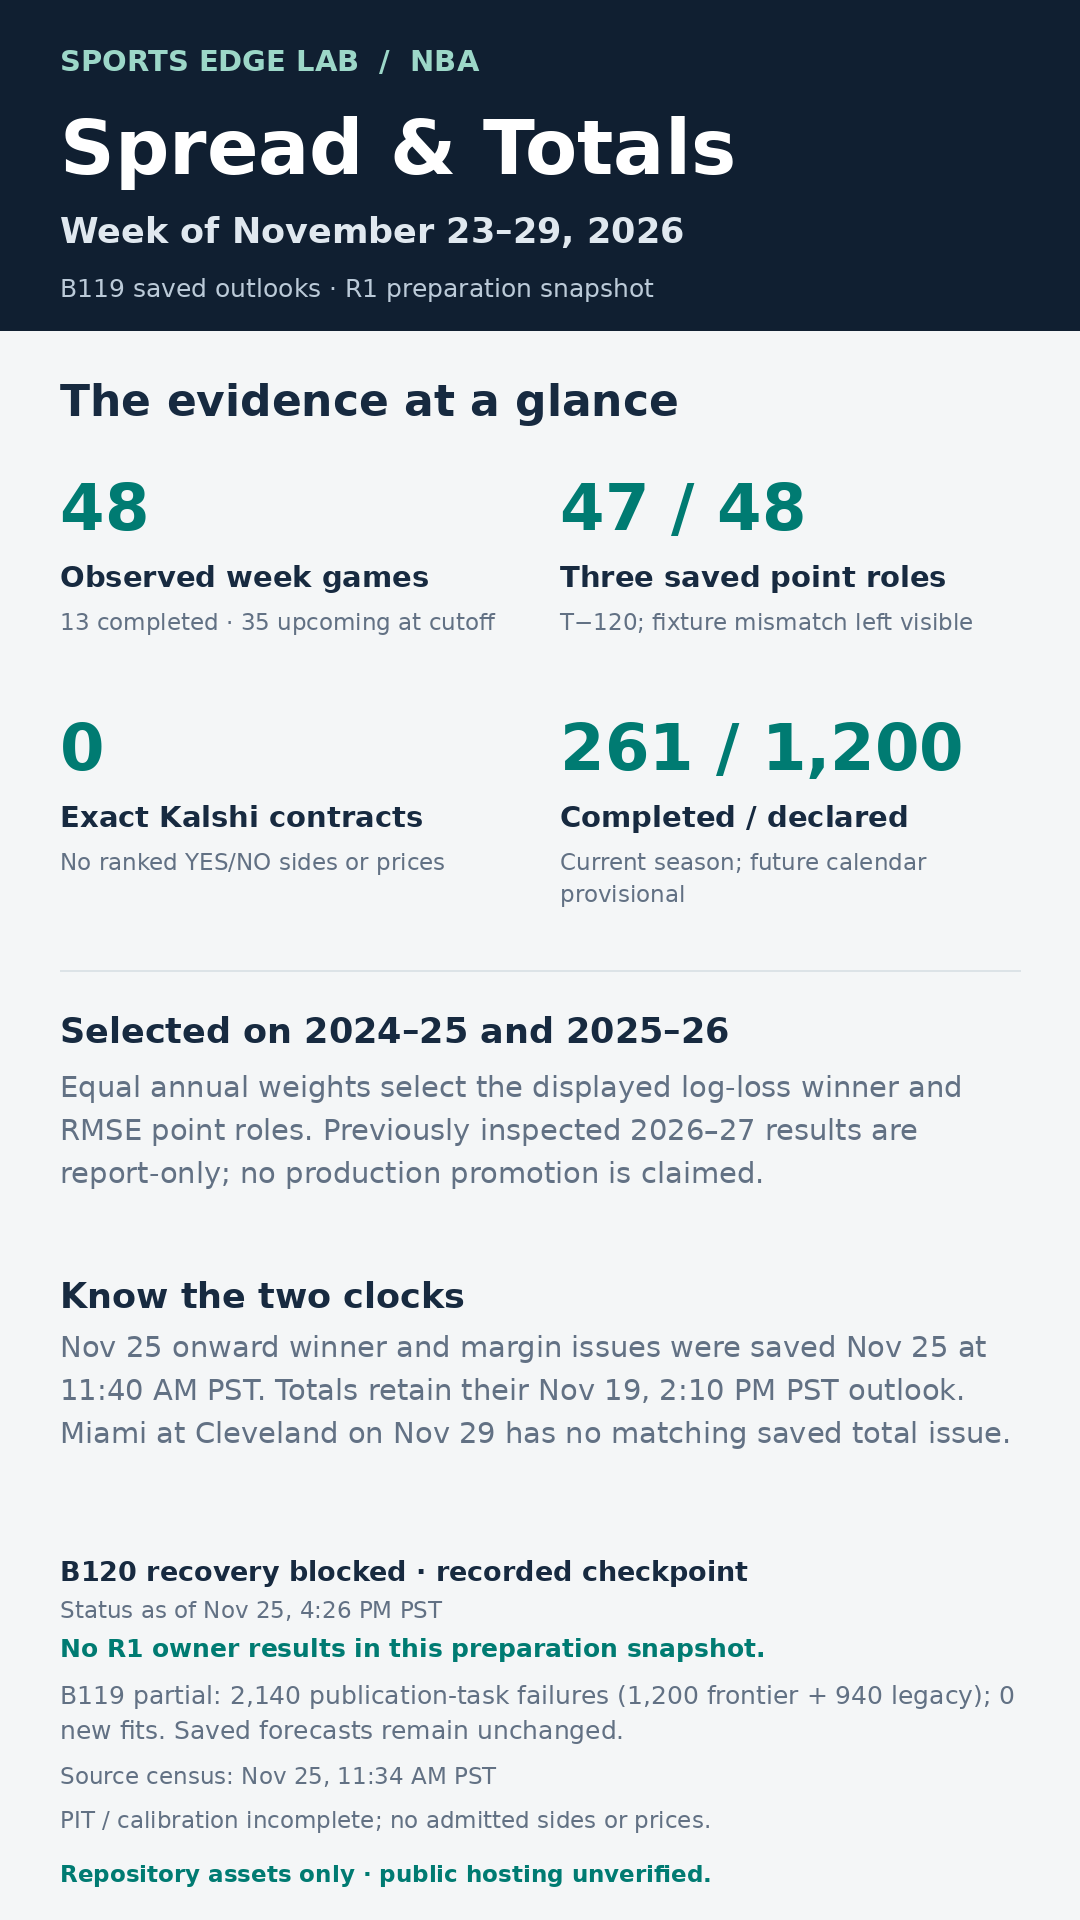 SPORTS EDGE LAB / NBA
Spread & Totals
Week of November 23–29, 2026
B119 saved outlooks · R1 preparation snapshot
The evidence at a glance
48
Observed week games
13 completed · 35 upcoming at cutoff
47 / 48
Three saved point roles
T−120; fixture mismatch left visible
0
Exact Kalshi contracts
No ranked YES/NO sides or prices
261 / 1,200
Completed / declared
Current season; future calendar
provisional
Selected on 2024–25 and 2025–26
Equal annual weights select the displayed log-loss winner and
RMSE point roles. Previously inspected 2026–27 results are
report-only; no production promotion is claimed.
Know the two clocks
Nov 25 onward winner and margin issues were saved Nov 25 at
11:40 AM PST. Totals retain their Nov 19, 2:10 PM PST outlook.
Miami at Cleveland on Nov 29 has no matching saved total issue.
B120 recovery blocked · recorded checkpoint
Status as of Nov 25, 4:26 PM PST
No R1 owner results in this preparation snapshot.
B119 partial: 2,140 publication-task failures (1,200 frontier + 940 legacy); 0
new fits. Saved forecasts remain unchanged.
Source census: Nov 25, 11:34 AM PST
PIT / calibration incomplete; no admitted sides or prices.
Repository assets only · public hosting unverified.